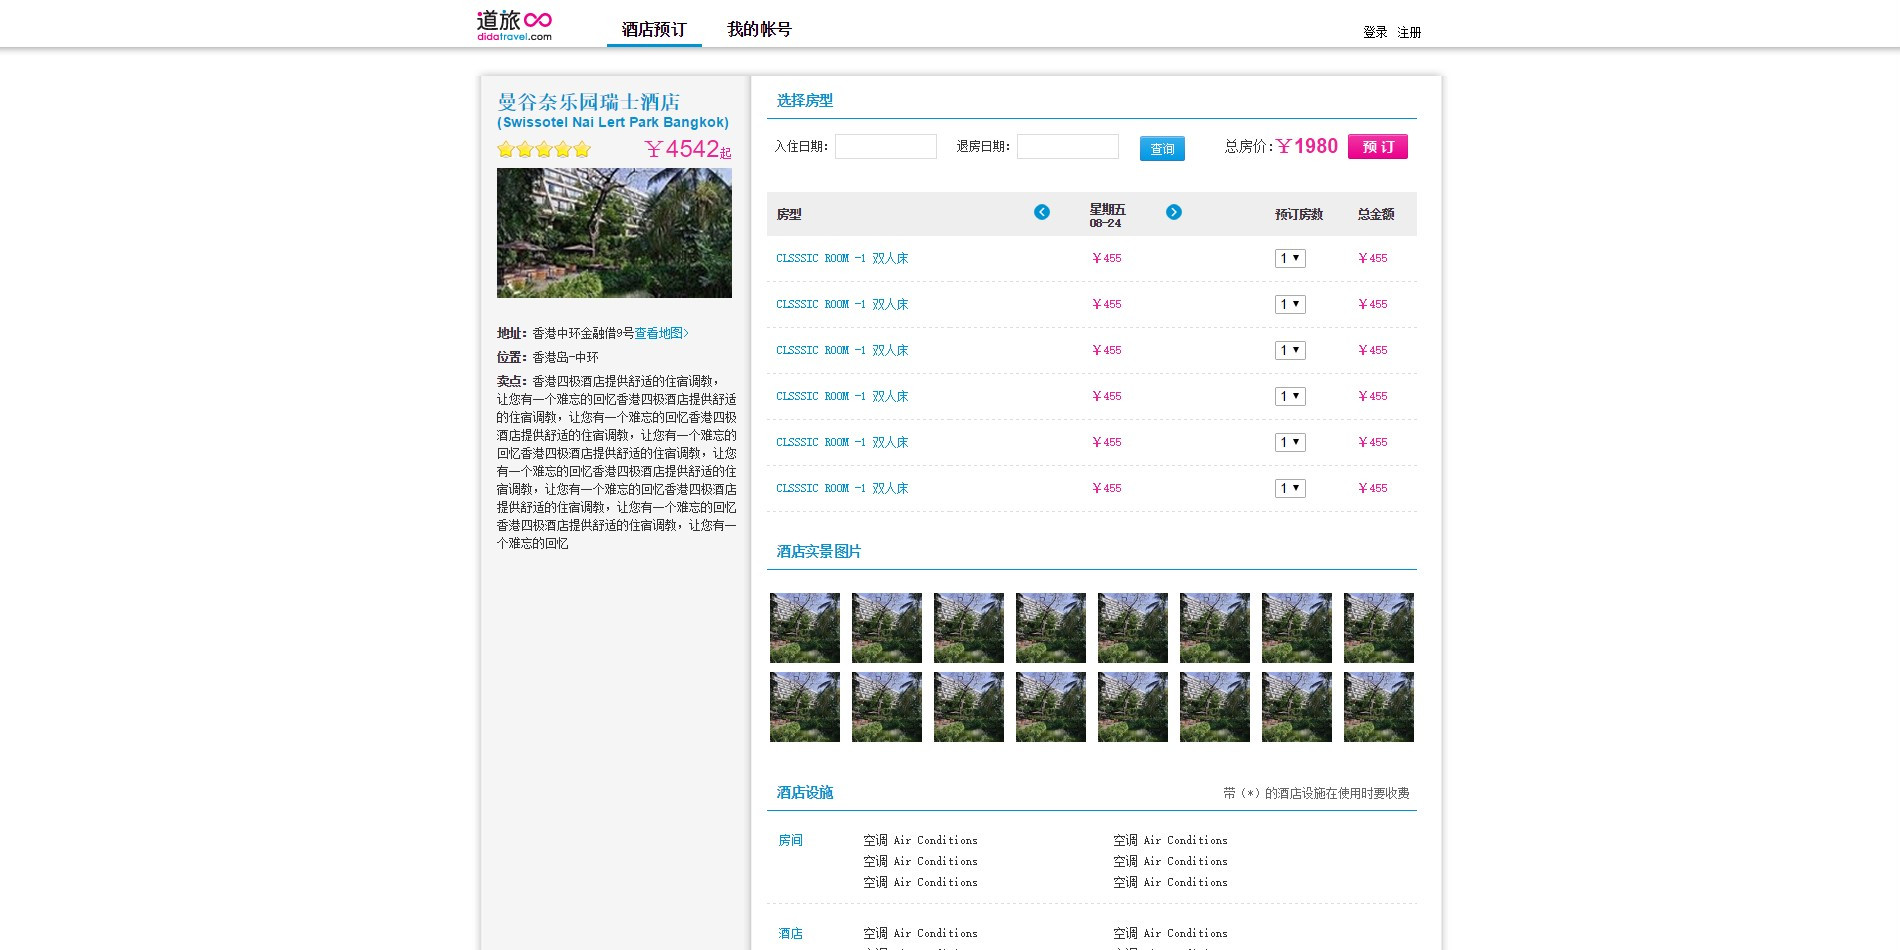 道旅
didatravel.com
酒店预订 我的帐号
登录 注册
曼谷奈乐园瑞士酒店
(Swissotel Nai Lert Park Bangkok)
￥4542起
地址：香港中环金融借9号查看地图>
位置：香港岛-中环
卖点：香港四极酒店提供舒适的住宿调教，
让您有一个难忘的回忆香港四极酒店提供舒适
的住宿调教，让您有一个难忘的回忆香港四极
酒店提供舒适的住宿调教，让您有一个难忘的
回忆香港四极酒店提供舒适的住宿调教，让您
有一个难忘的回忆香港四极酒店提供舒适的住
宿调教，让您有一个难忘的回忆香港四极酒店
提供舒适的住宿调教，让您有一个难忘的回忆
香港四极酒店提供舒适的住宿调教，让您有一
个难忘的回忆
选择房型
入住日期： 退房日期： 查询 总房价:￥1980 预 订
房型 星期五 预订房数 总金额
08-24
CLSSSIC ROOM -1 双人床 ￥455 1 ￥455
CLSSSIC ROOM -1 双人床 ￥455 1 ￥455
CLSSSIC ROOM -1 双人床 ￥455 1 ￥455
CLSSSIC ROOM -1 双人床 ￥455 1 ￥455
CLSSSIC ROOM -1 双人床 ￥455 1 ￥455
CLSSSIC ROOM -1 双人床 ￥455 1 ￥455
酒店实景图片
酒店设施 带（*）的酒店设施在使用时要收费
房间 空调 Air Conditions 空调 Air Conditions
空调 Air Conditions 空调 Air Conditions
空调 Air Conditions 空调 Air Conditions
酒店 空调 Air Conditions 空调 Air Conditions